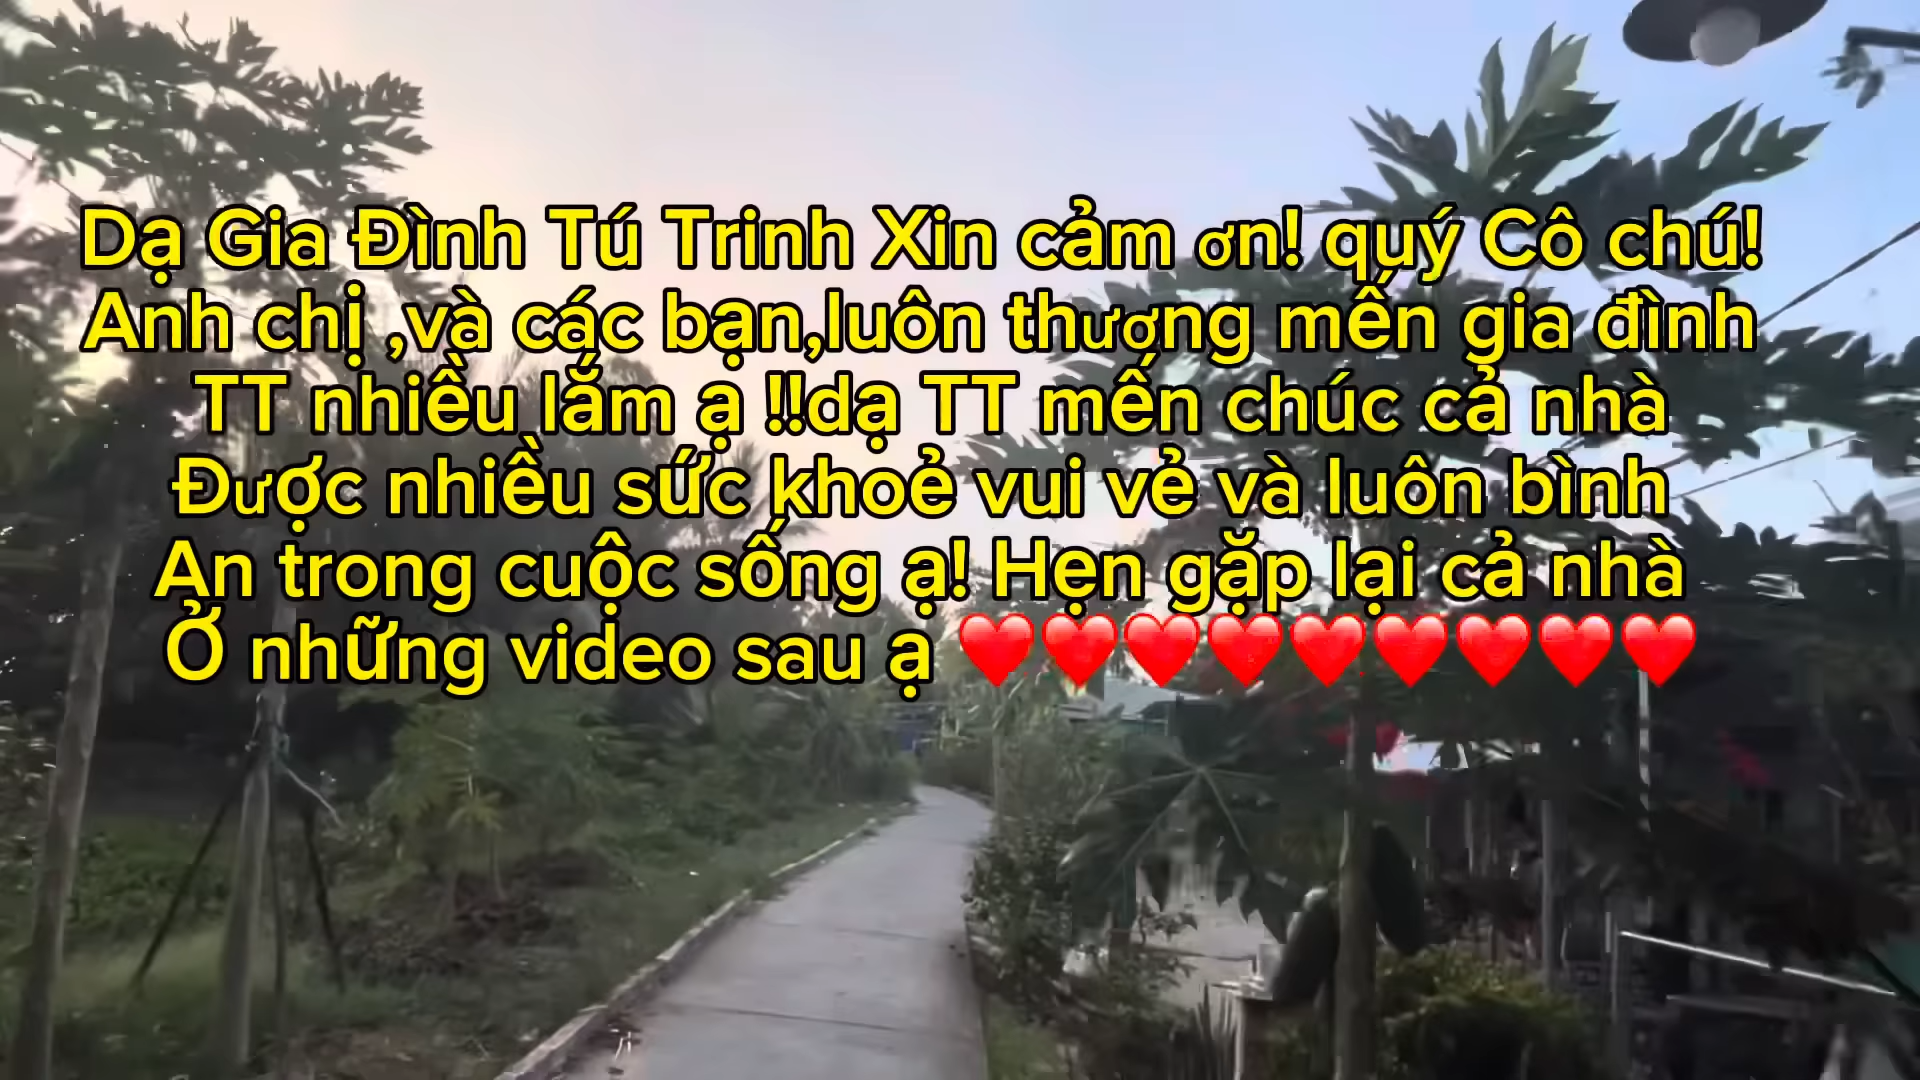 Dạ Gia Đình Tú Trinh Xin cảm ơn! quý Cô chú!
Anh chị ,và các bạn,luôn thượng mến gia đình
TT nhiều lắm ạ !!dạ TT mến chúc cả nhà
Được nhiều sức khoẻ vui vẻ và luôn bình
An trong cuộc sống ạ! Hẹn gặp lại cả nhà
Ở những video sau ạ ❤️❤️❤️❤️❤️❤️❤️❤️❤️